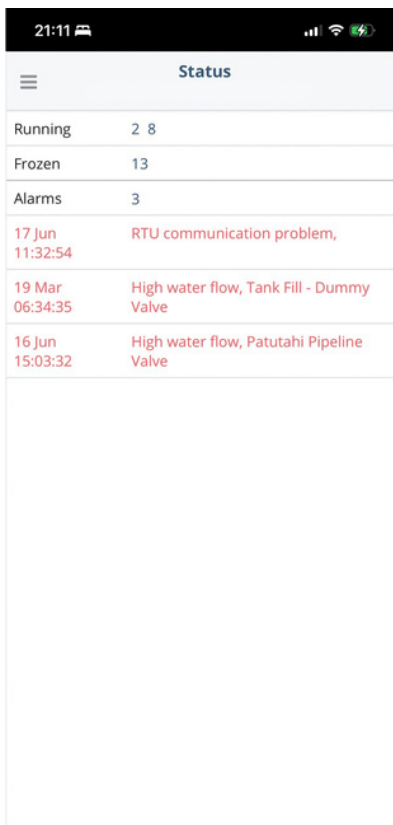 21:11
Status
Running 2 8
Frozen 13
Alarms 3
17 Jun RTU communication problem,
11:32:54
19 Mar High water flow, Tank Fill - Dummy
06:34:35 Valve
16 Jun High water flow, Patutahi Pipeline
15:03:32 Valve